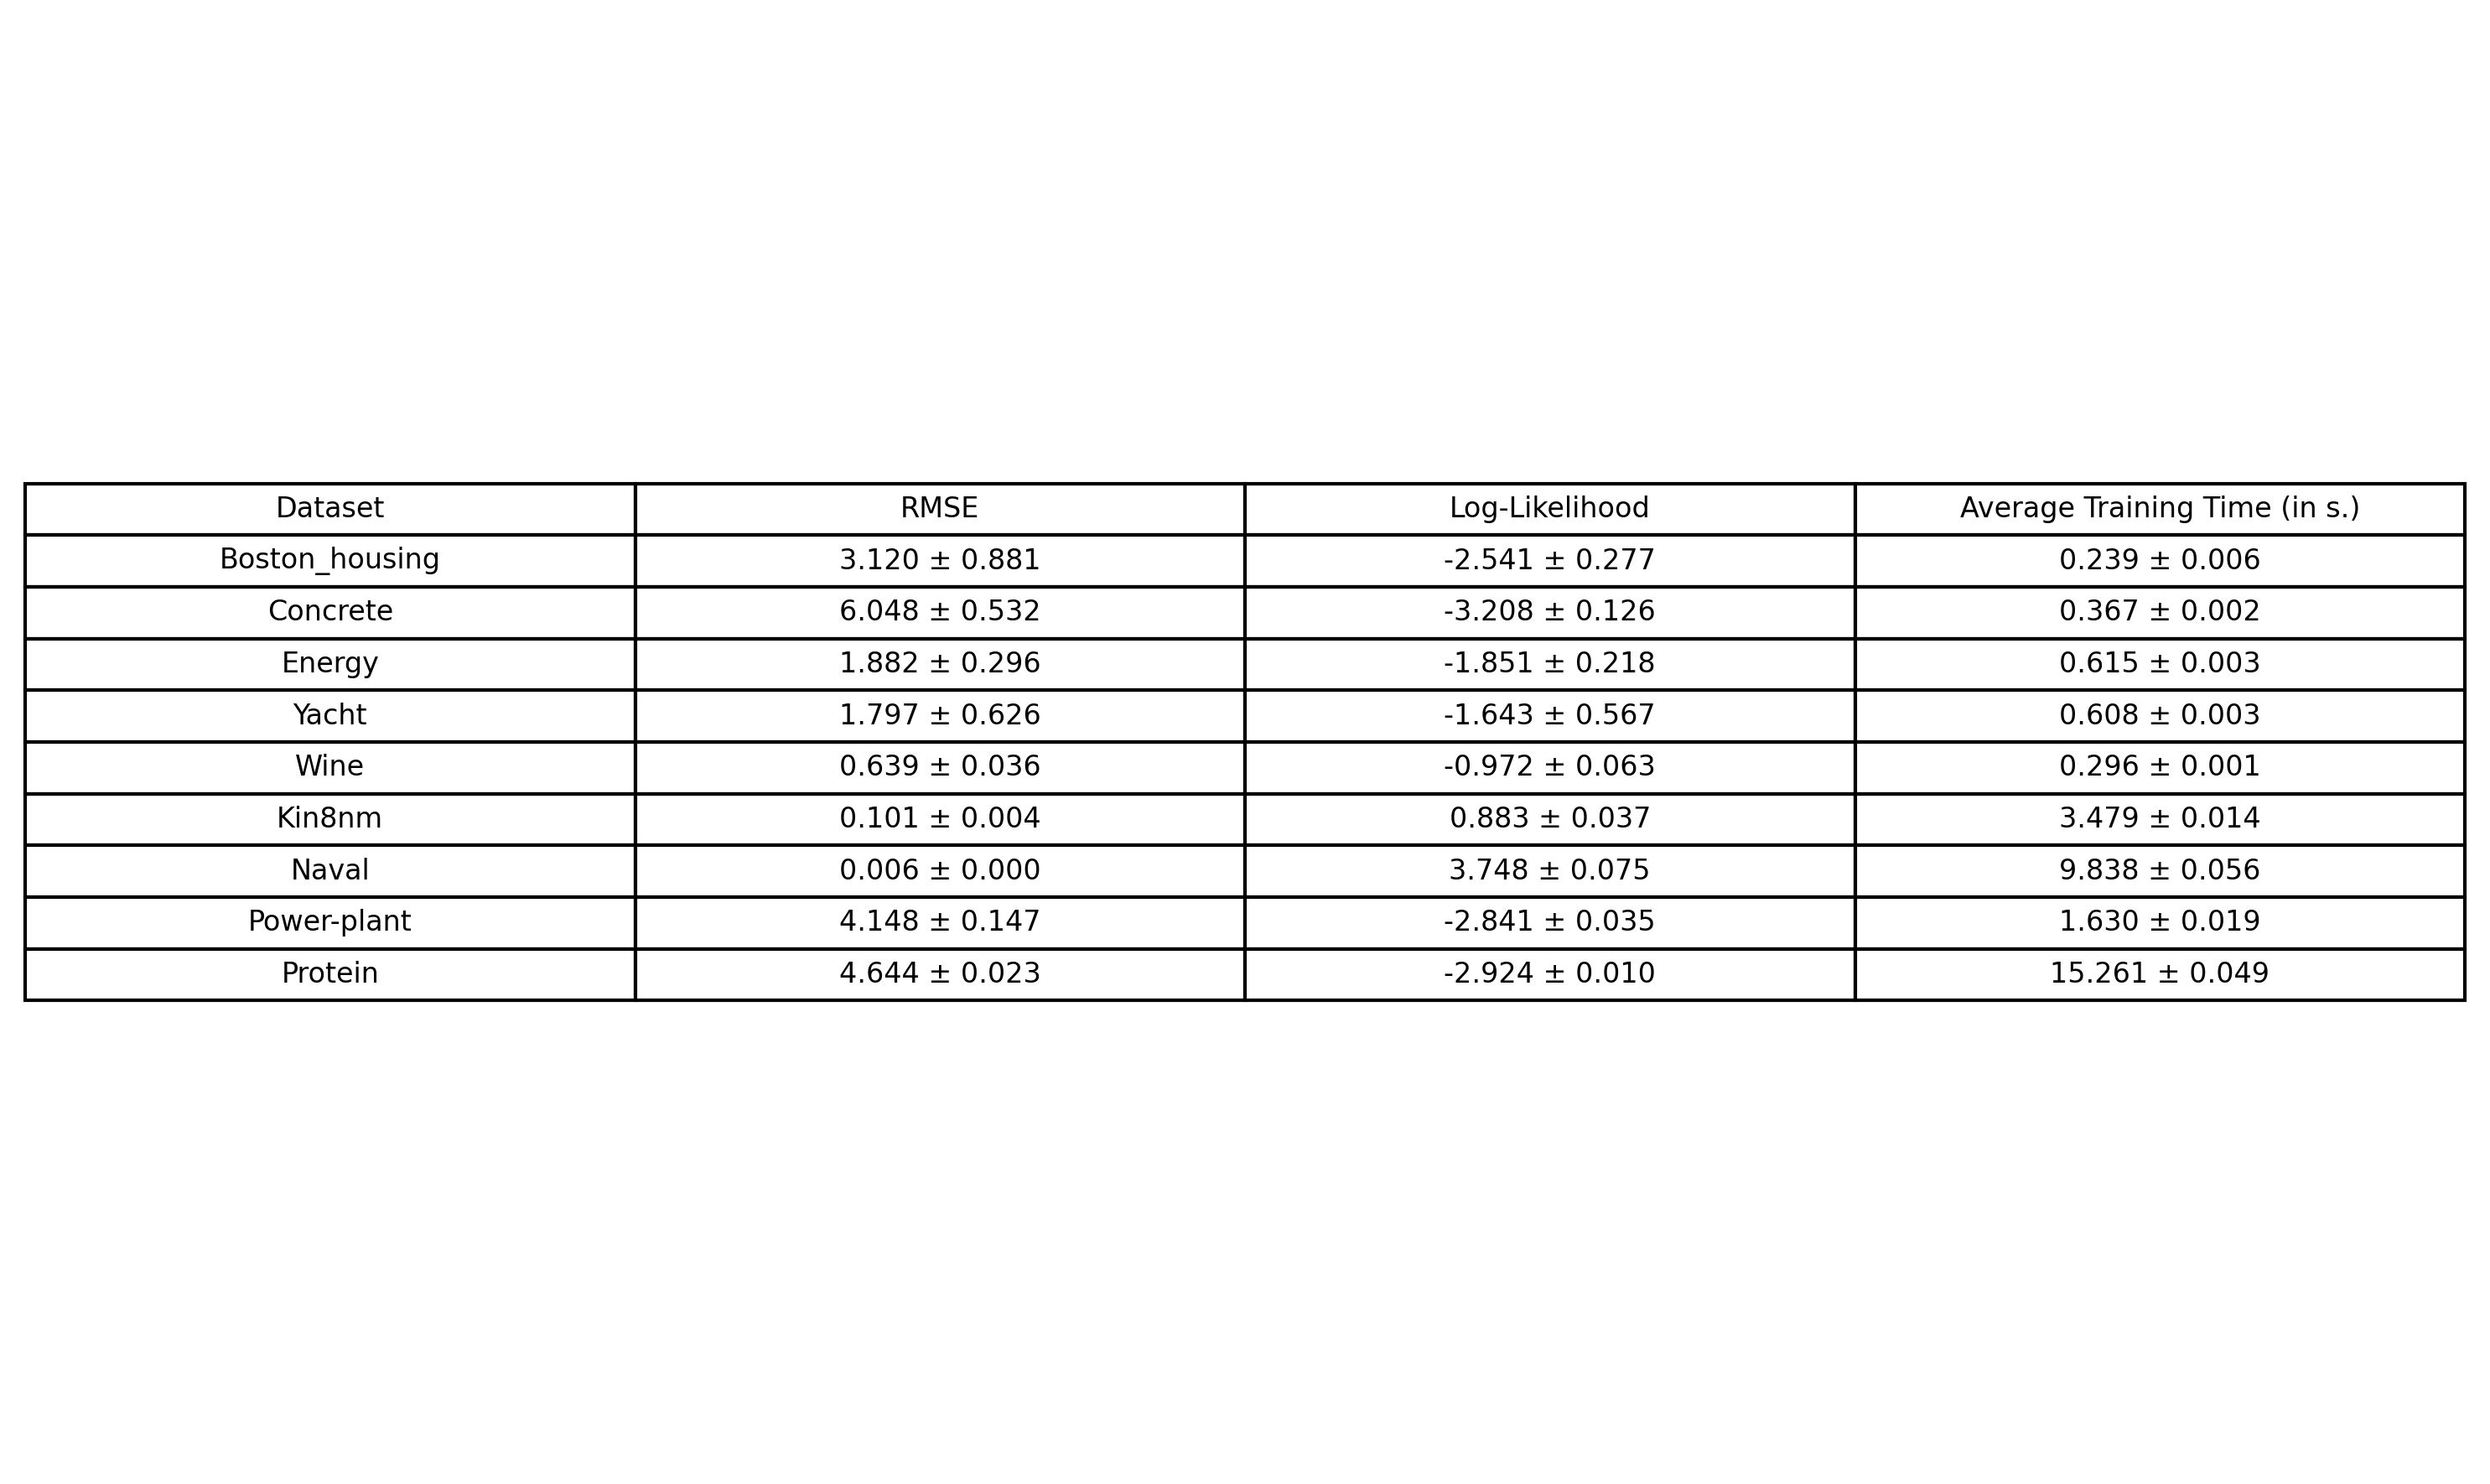 Dataset RMSE Log-Likelihood Average Training Time (in s.)
Boston_housing 3.120 ± 0.881 -2.541 ± 0.277 0.239 ± 0.006
Concrete 6.048 ± 0.532 -3.208 ± 0.126 0.367 ± 0.002
Energy 1.882 ± 0.296 -1.851 ± 0.218 0.615 ± 0.003
Yacht 1.797 ± 0.626 -1.643 ± 0.567 0.608 ± 0.003
Wine 0.639 ± 0.036 -0.972 ± 0.063 0.296 ± 0.001
Kin8nm 0.101 ± 0.004 0.883 ± 0.037 3.479 ± 0.014
Naval 0.006 ± 0.000 3.748 ± 0.075 9.838 ± 0.056
Power-plant 4.148 ± 0.147 -2.841 ± 0.035 1.630 ± 0.019
Protein 4.644 ± 0.023 -2.924 ± 0.010 15.261 ± 0.049